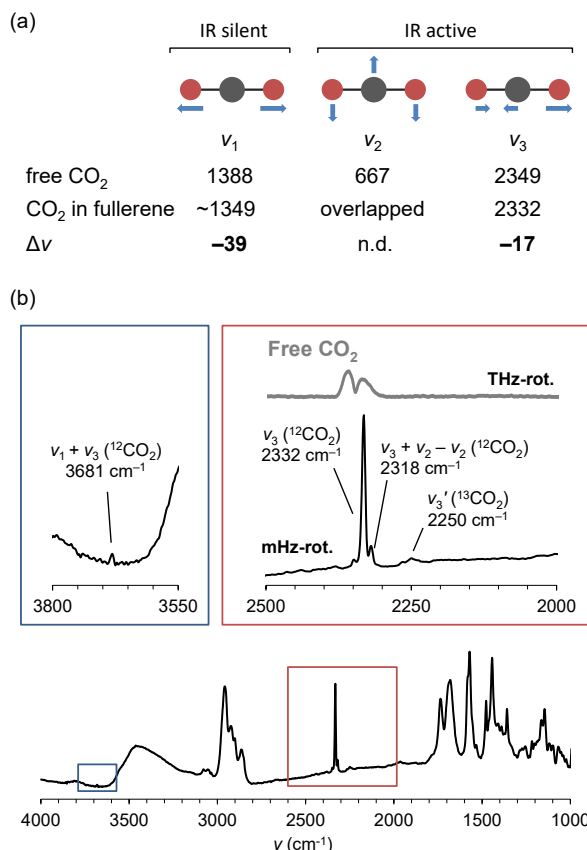 (a)
IR silent IR active
ν₁ ν₂ ν₃
free CO₂ 1388 667 2349
CO₂ in fullerene ~1349 overlapped 2332
Δν –39 n.d. –17
(b)
Free CO₂
THz-rot.
ν₁ + ν₃ (¹²CO₂)
3681 cm⁻¹
ν₃ (¹²CO₂)
2332 cm⁻¹
ν₃ + ν₂ – ν₂ (¹²CO₂)
2318 cm⁻¹
ν₃′ (¹³CO₂)
2250 cm⁻¹
mHz-rot.
3800 3550
2500 2250 2000
4000 3500 3000 2500 2000 1500 1000
ν (cm⁻¹)